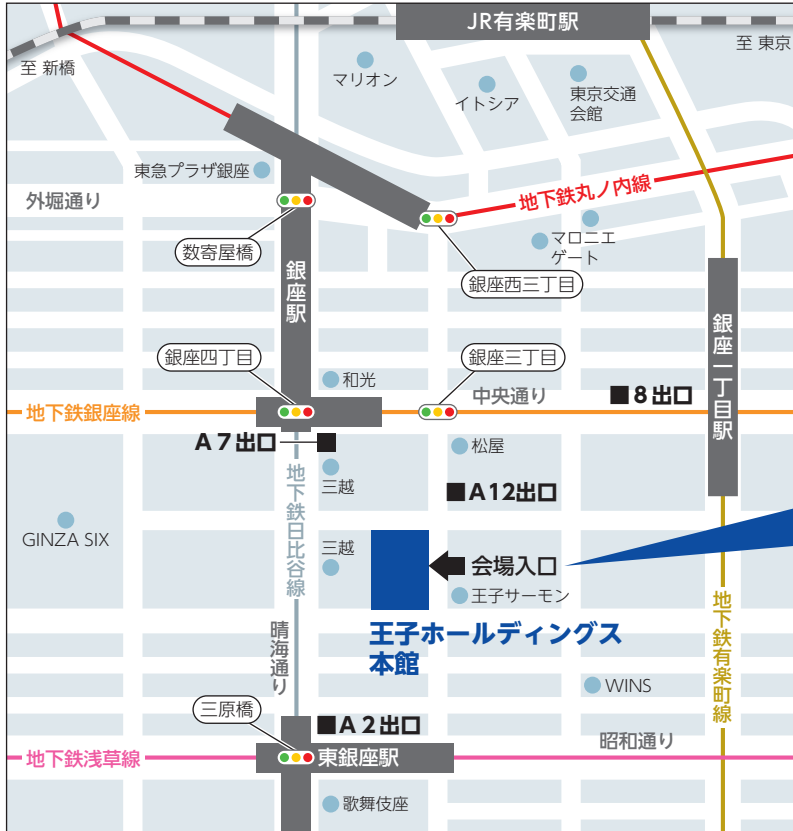 JR有楽町駅
至 東京
至 新橋
マリオン
イトシア
東京交通
会館
東急プラザ銀座
外堀通り
地下鉄丸ノ内線
数寄屋橋
マロニエ
ゲート
銀座西三丁目
銀座駅
銀座一丁目駅
銀座四丁目
銀座三丁目
和光
中央通り
8出口
地下鉄銀座線
A7出口
松屋
三越
A12出口
地下鉄日比谷線
GINZA SIX
三越
会場入口
王子サーモン
王子ホールディングス
本館
晴海通り
地下鉄有楽町線
WINS
三原橋
A2出口
昭和通り
地下鉄浅草線
東銀座駅
歌舞伎座